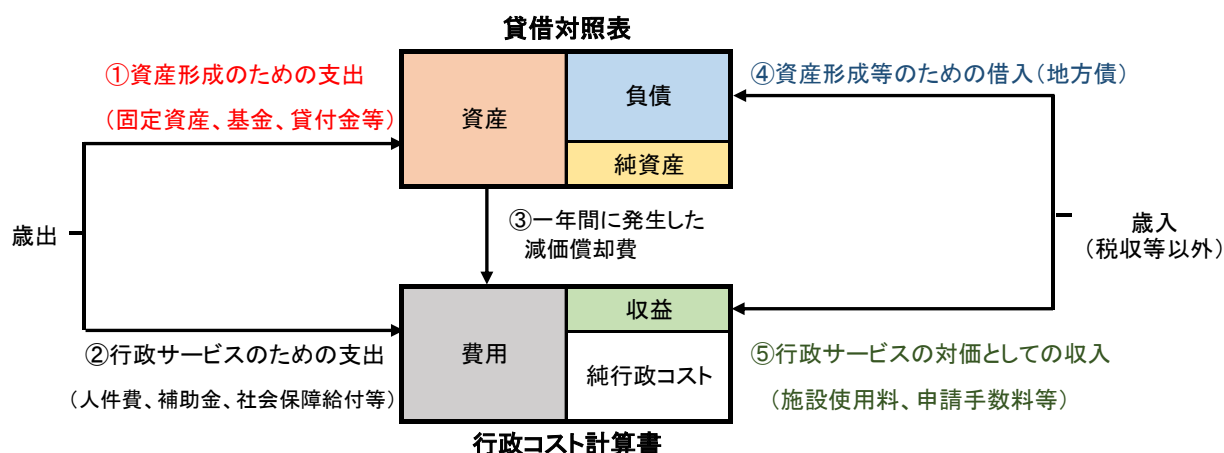 貸借対照表
①資産形成のための支出
（固定資産、基金、貸付金等）
資産
負債
純資産
④資産形成等のための借入（地方債）
③一年間に発生した
減価償却費
歳出
歳入
（税収等以外）
②行政サービスのための支出
（人件費、補助金、社会保障給付等）
費用
収益
純行政コスト
⑤行政サービスの対価としての収入
（施設使用料、申請手数料等）
行政コスト計算書